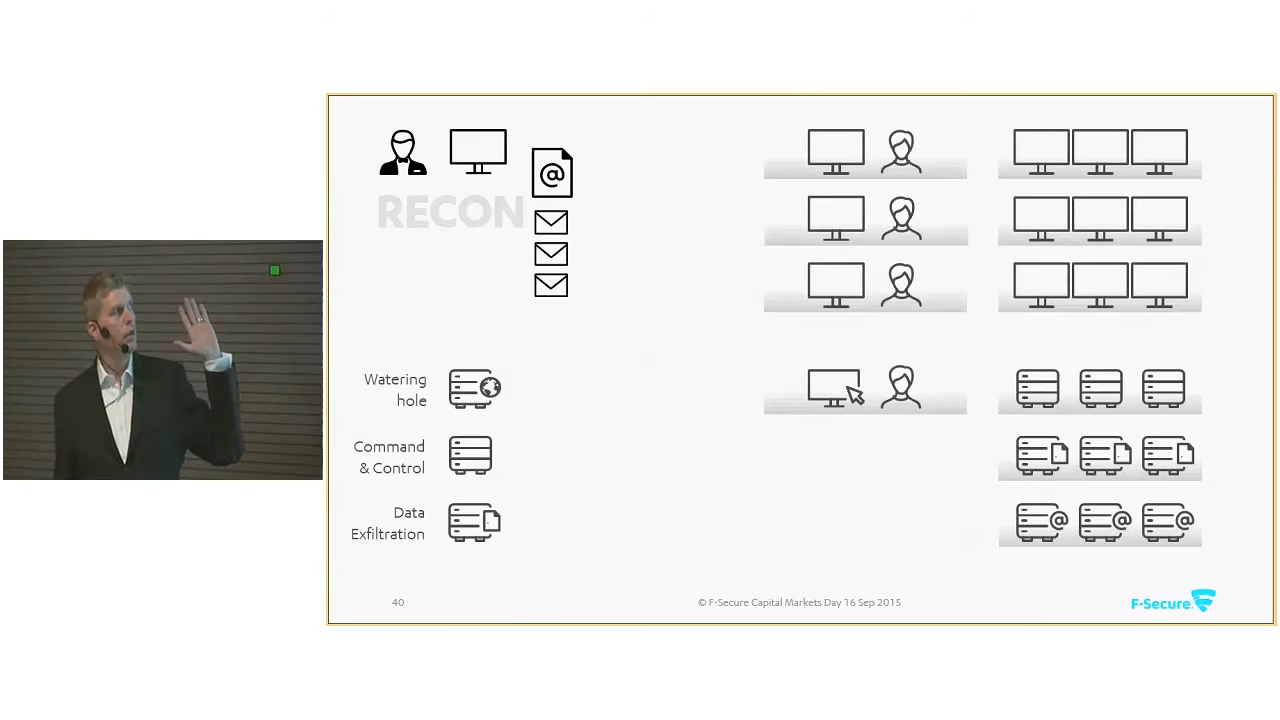 RECON
Watering
hole
Command
& Control
Data
Exfiltration
40
© F-Secure Capital Markets Day 16 Sep 2015
F-Secure.